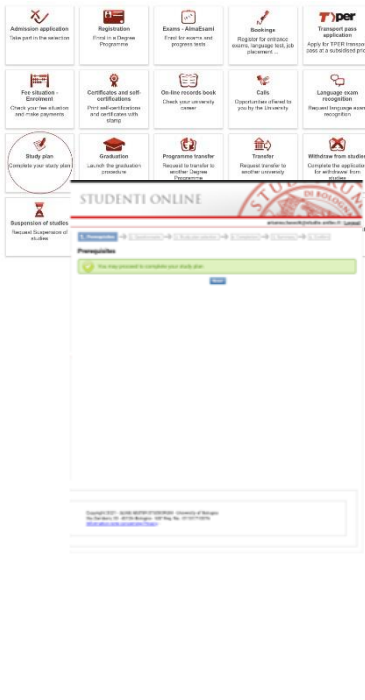 Admission application
Take part in the selection
Registration
Enrol in a Degree
Programme
Exams - AlmaEsami
Enrol for exams and
progress tests
Bookings
Register for entrance
exams, language test, job
placement ...
T>per
Transport pass
application
Apply for TPER transpor
pass at a subsidised pric
Fee situation -
Enrolment
Check your fee situation
and make payments
Certificates and self-
certifications
Print self-certifications
and certificates with
stamp
On-line records book
Check your university
career
Calls
Opportunities offered to
you by the University
Language exam
recognition
Request language exam
recognition
Study plan
Complete your study plan
Graduation
Launch the graduation
procedure
Programme transfer
Request to transfer to
another Degree
Programme
Transfer
Request transfer to
another university
Withdraw from studies
Complete the applicatio
for withdrawal from
studies
Suspension of studies
Request Suspension of
studies
STUDENTI ONLINE
DI BOLOGN
Prerequisites
You may proceed to complete your study plan